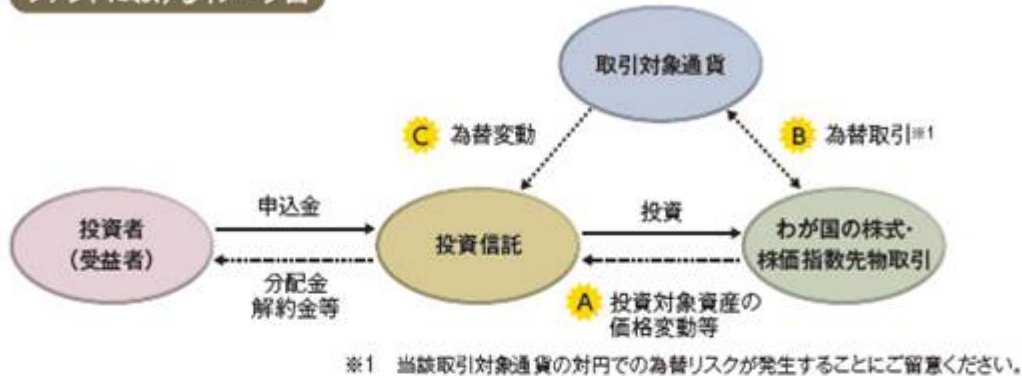 取引対象通貨
C 為替変動
B 為替取引※1
申込金
投資
投資者
(受益者)
投資信託
わが国の株式・
株価指数先物取引
分配金
解約金等
A 投資対象資産の
価格変動等
※1 当該取引対象通貨の対円での為替リスクが発生することにご留意ください。